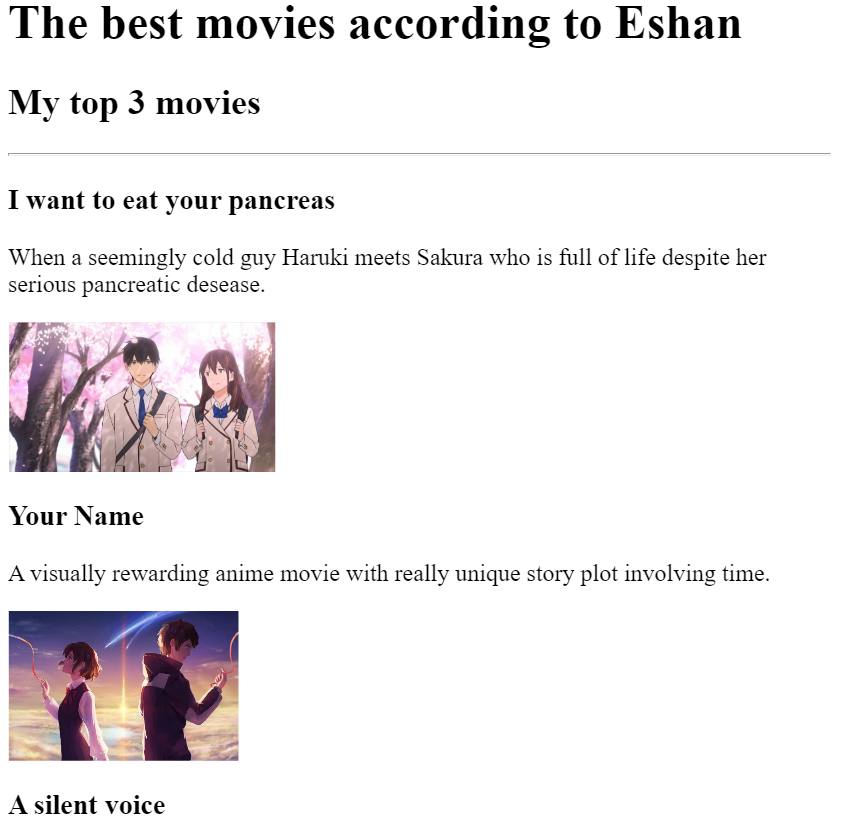 The best movies according to Eshan
My top 3 movies
I want to eat your pancreas
When a seemingly cold guy Haruki meets Sakura who is full of life despite her
serious pancreatic desease.
Your Name
A visually rewarding anime movie with really unique story plot involving time.
A silent voice